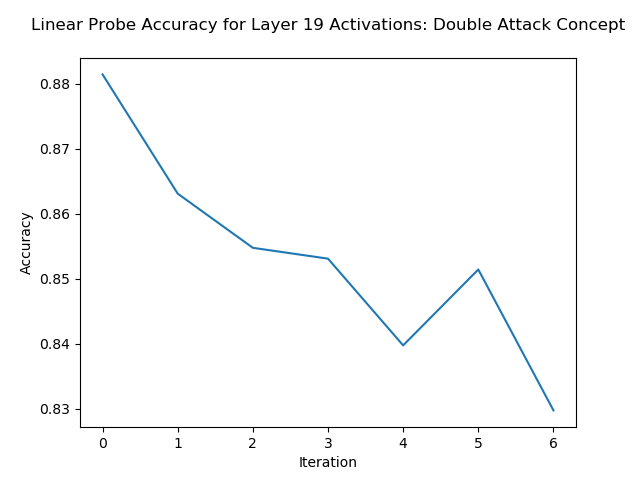 Linear Probe Accuracy for Layer 19 Activations: Double Attack Concept
0.88
0.87
0.86
0.85
0.84
0.83
Accuracy
0 1 2 3 4 5 6
Iteration